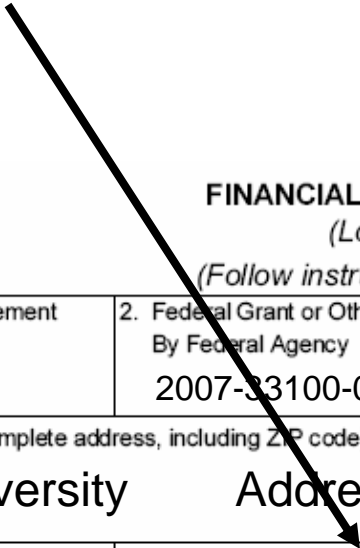 FINANCIAL
(Lo
(Follow instr
ement 2. Federal Grant or Oth
By Federal Agency
2007-33100-0
mplete address, including ZIP code
versity Addre